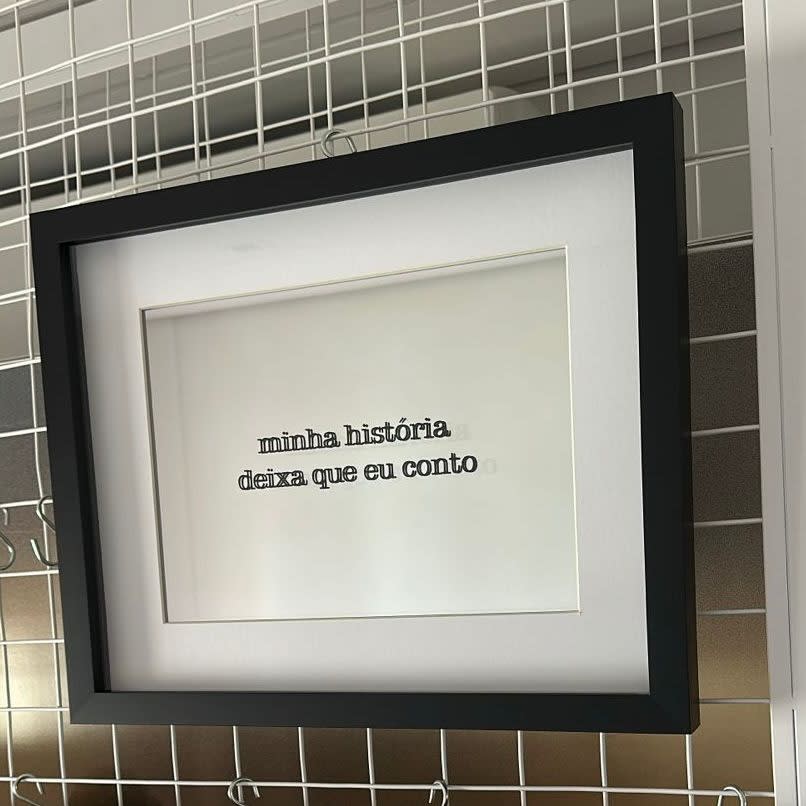 minha história
deixa que eu conto